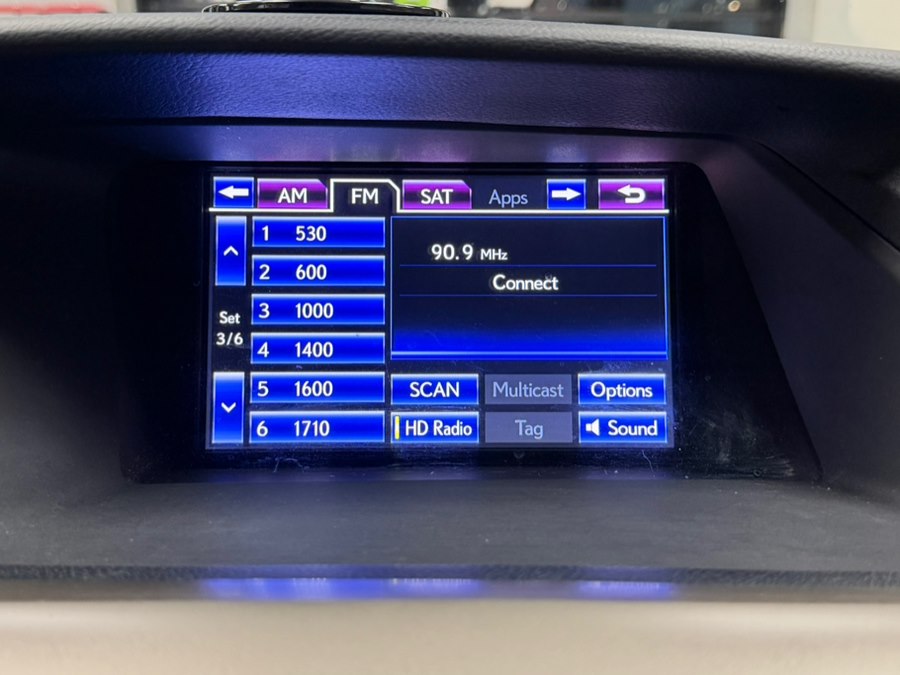 AM FM SAT Apps
1 530
2 600
3 1000
4 1400
5 1600
6 1710
Set
3/6
90.9 MHz
Connect
SCAN Multicast Options
HD Radio Tag Sound